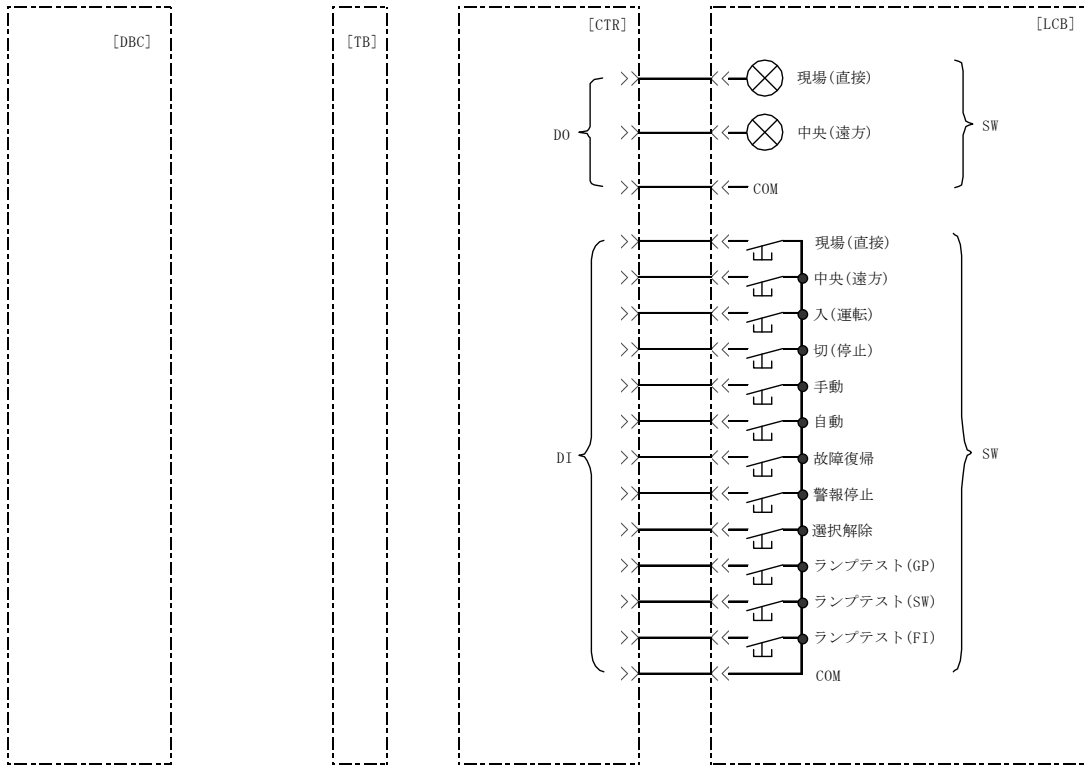 [DBC]
[TB]
[CTR]
[LCB]
DO
現場(直接)
中央(遠方)
COM
SW
DI
現場(直接)
中央(遠方)
入(運転)
切(停止)
手動
自動
故障復帰
警報停止
選択解除
ランプテスト(GP)
ランプテスト(SW)
ランプテスト(FI)
COM
SW